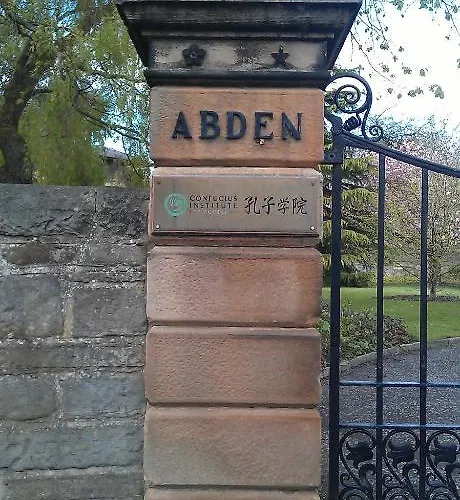 ABDEN
CONFUCIUS
INSTITUTE
孔子学院